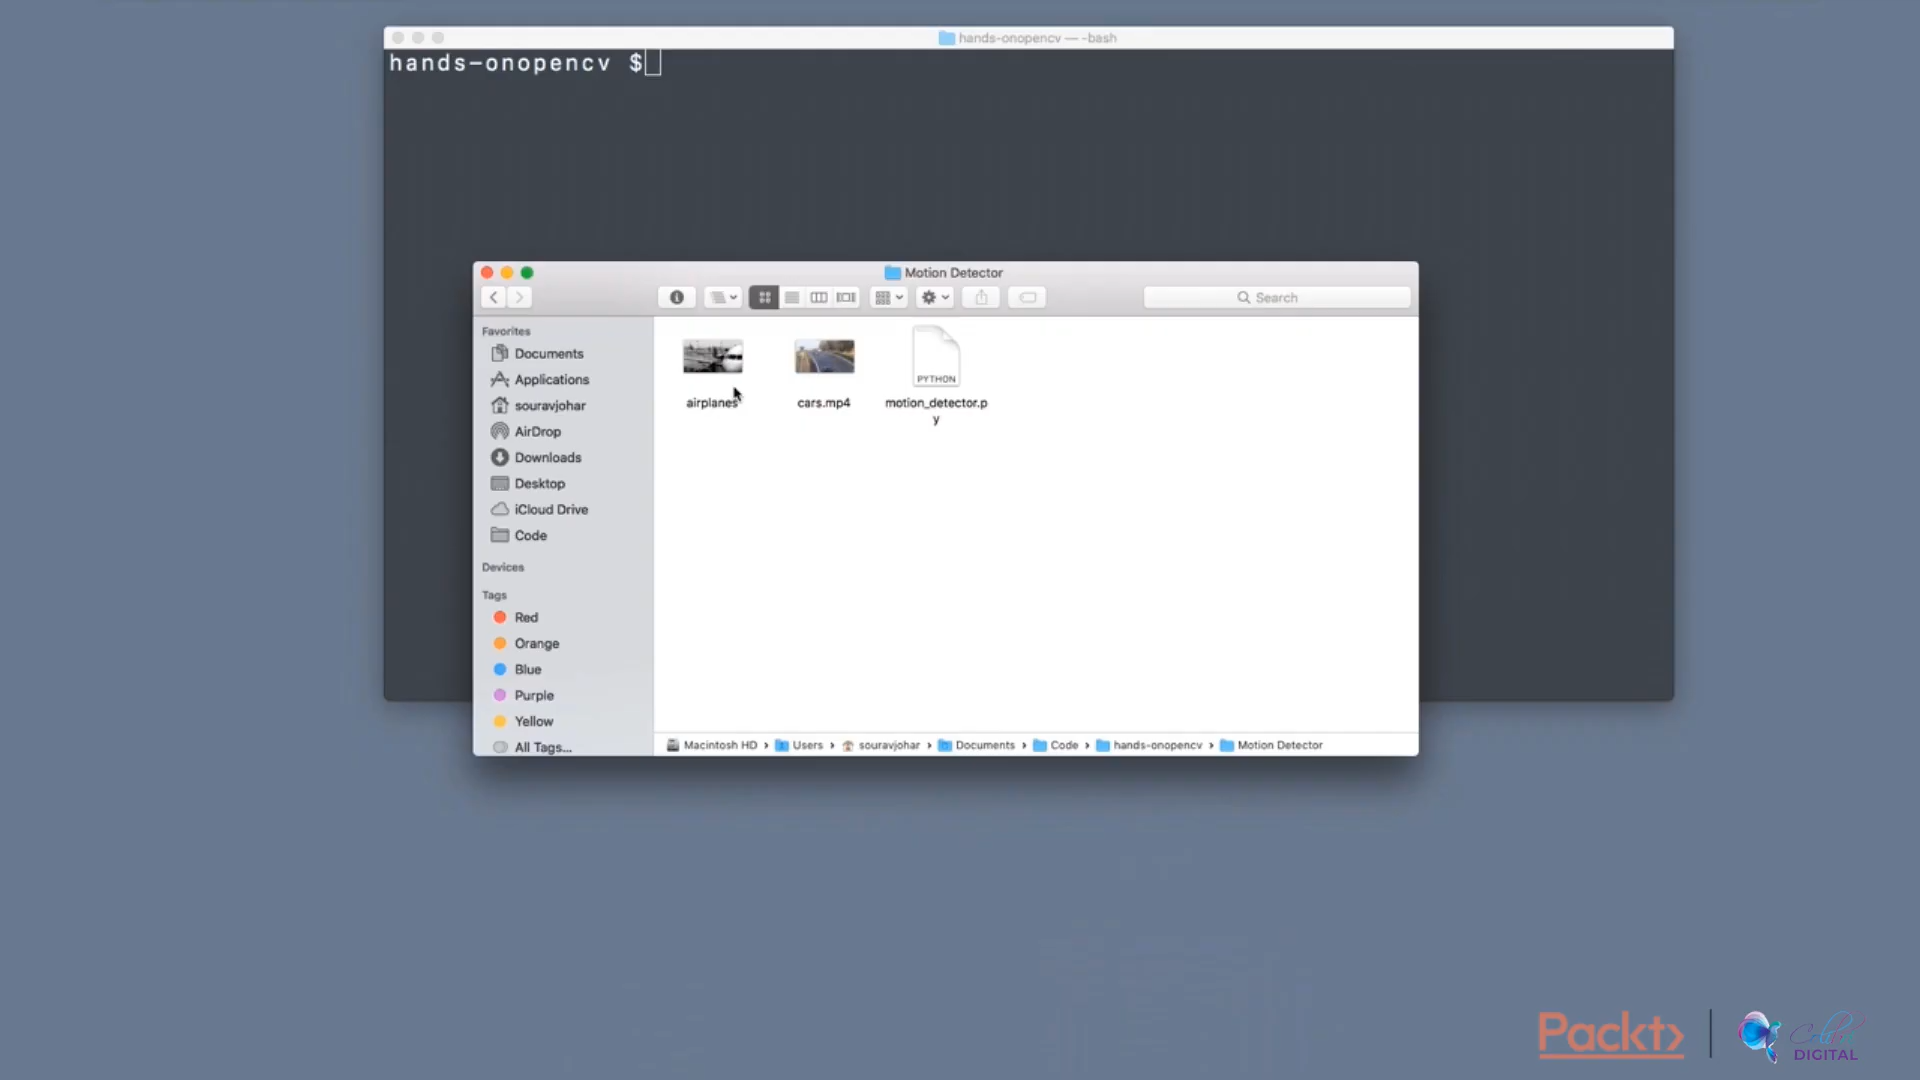 hands-onopencv — -bash
hands-onopencv $
Motion Detector
Search
Favorites
Documents
Applications
souravjohar
AirDrop
Downloads
Desktop
iCloud Drive
Code
Devices
Tags
Red
Orange
Blue
Purple
Yellow
All Tags...
PYTHON
airplanes
cars.mp4
motion_detector.p
y
Macintosh HD › Users › souravjohar › Documents › Code › hands-onopencv › Motion Detector
Packt>
DIGITAL